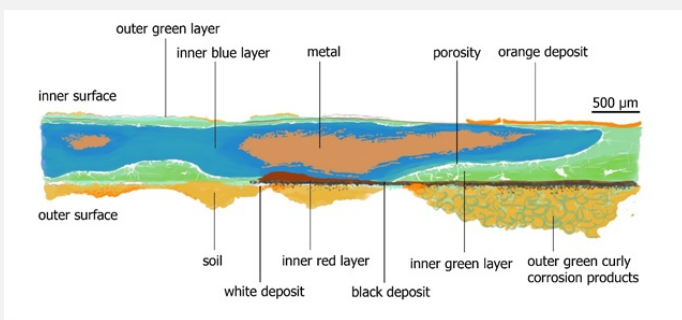 outer green layer
inner blue layer
metal
porosity
orange deposit
inner surface
500 µm
outer surface
soil
inner red layer
inner green layer
outer green curly
corrosion products
white deposit
black deposit